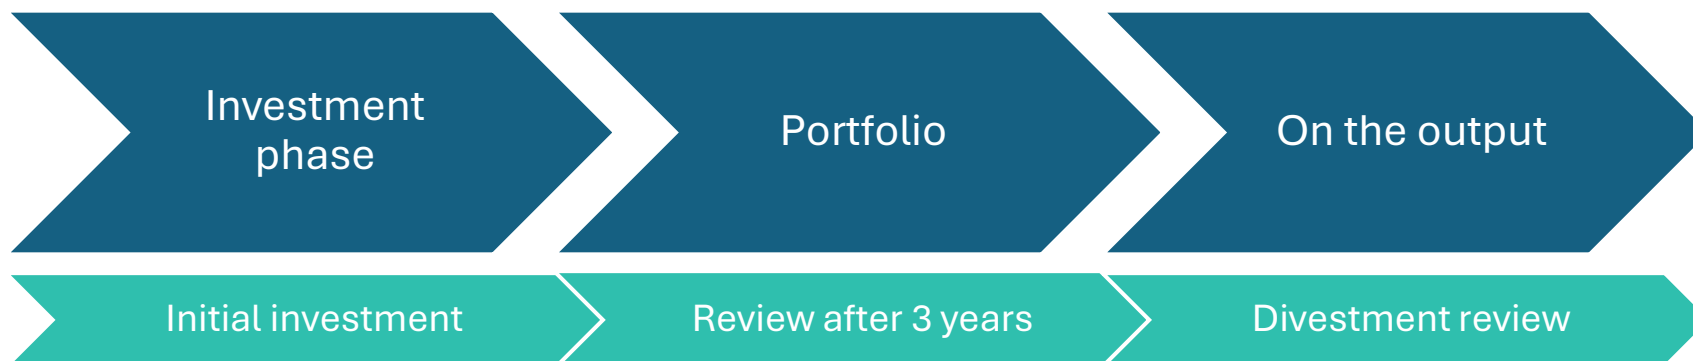 Investment
phase
Portfolio
On the output
Initial investment
Review after 3 years
Divestment review